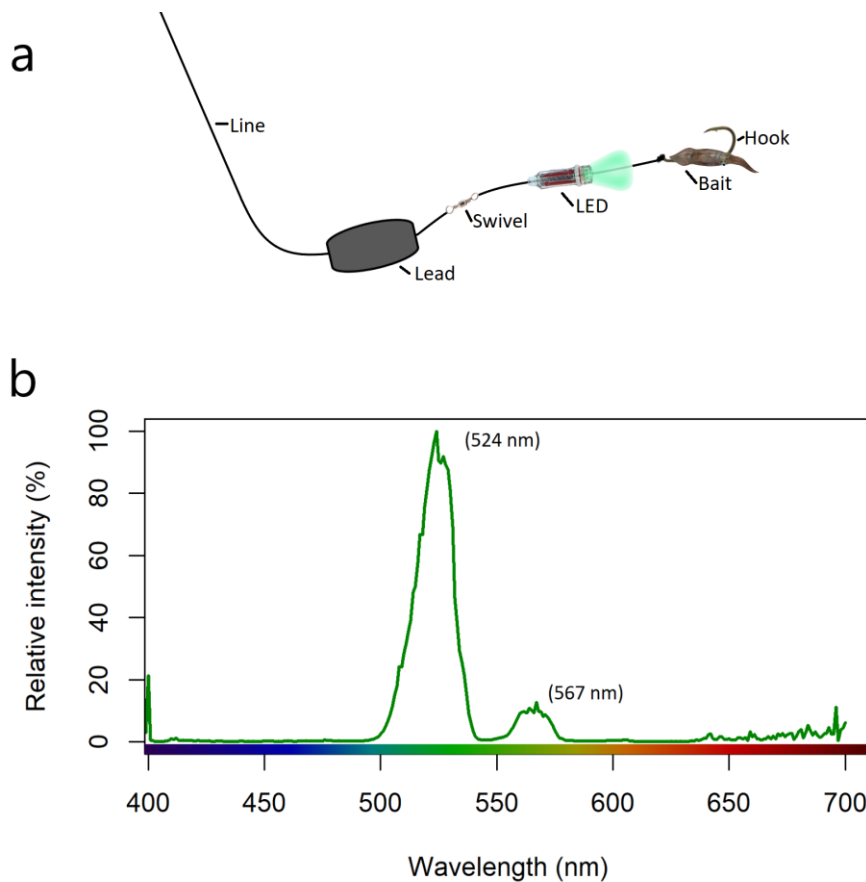 a
Line
Hook
Bait
LED
Swivel
Lead
b
100
(524 nm)
80
60
40
20
(567 nm)
0
Relative intensity (%)
400 450 500 550 600 650 700
Wavelength (nm)